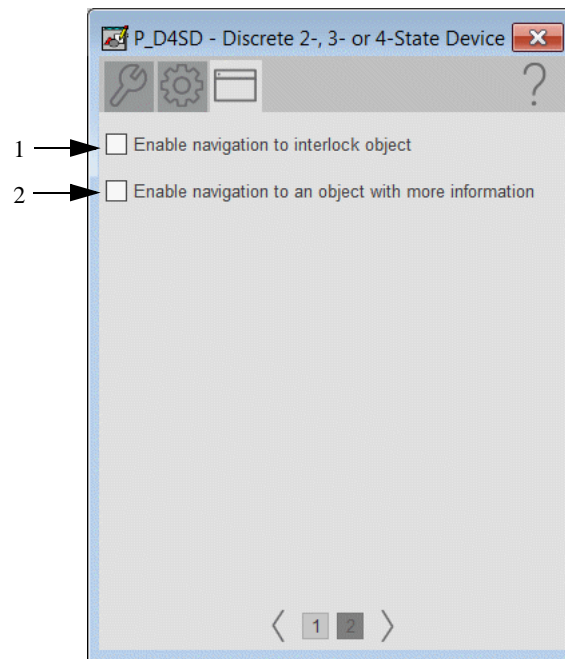 P_D4SD - Discrete 2-, 3- or 4-State Device
?
1 Enable navigation to interlock object
2 Enable navigation to an object with more information
1 2